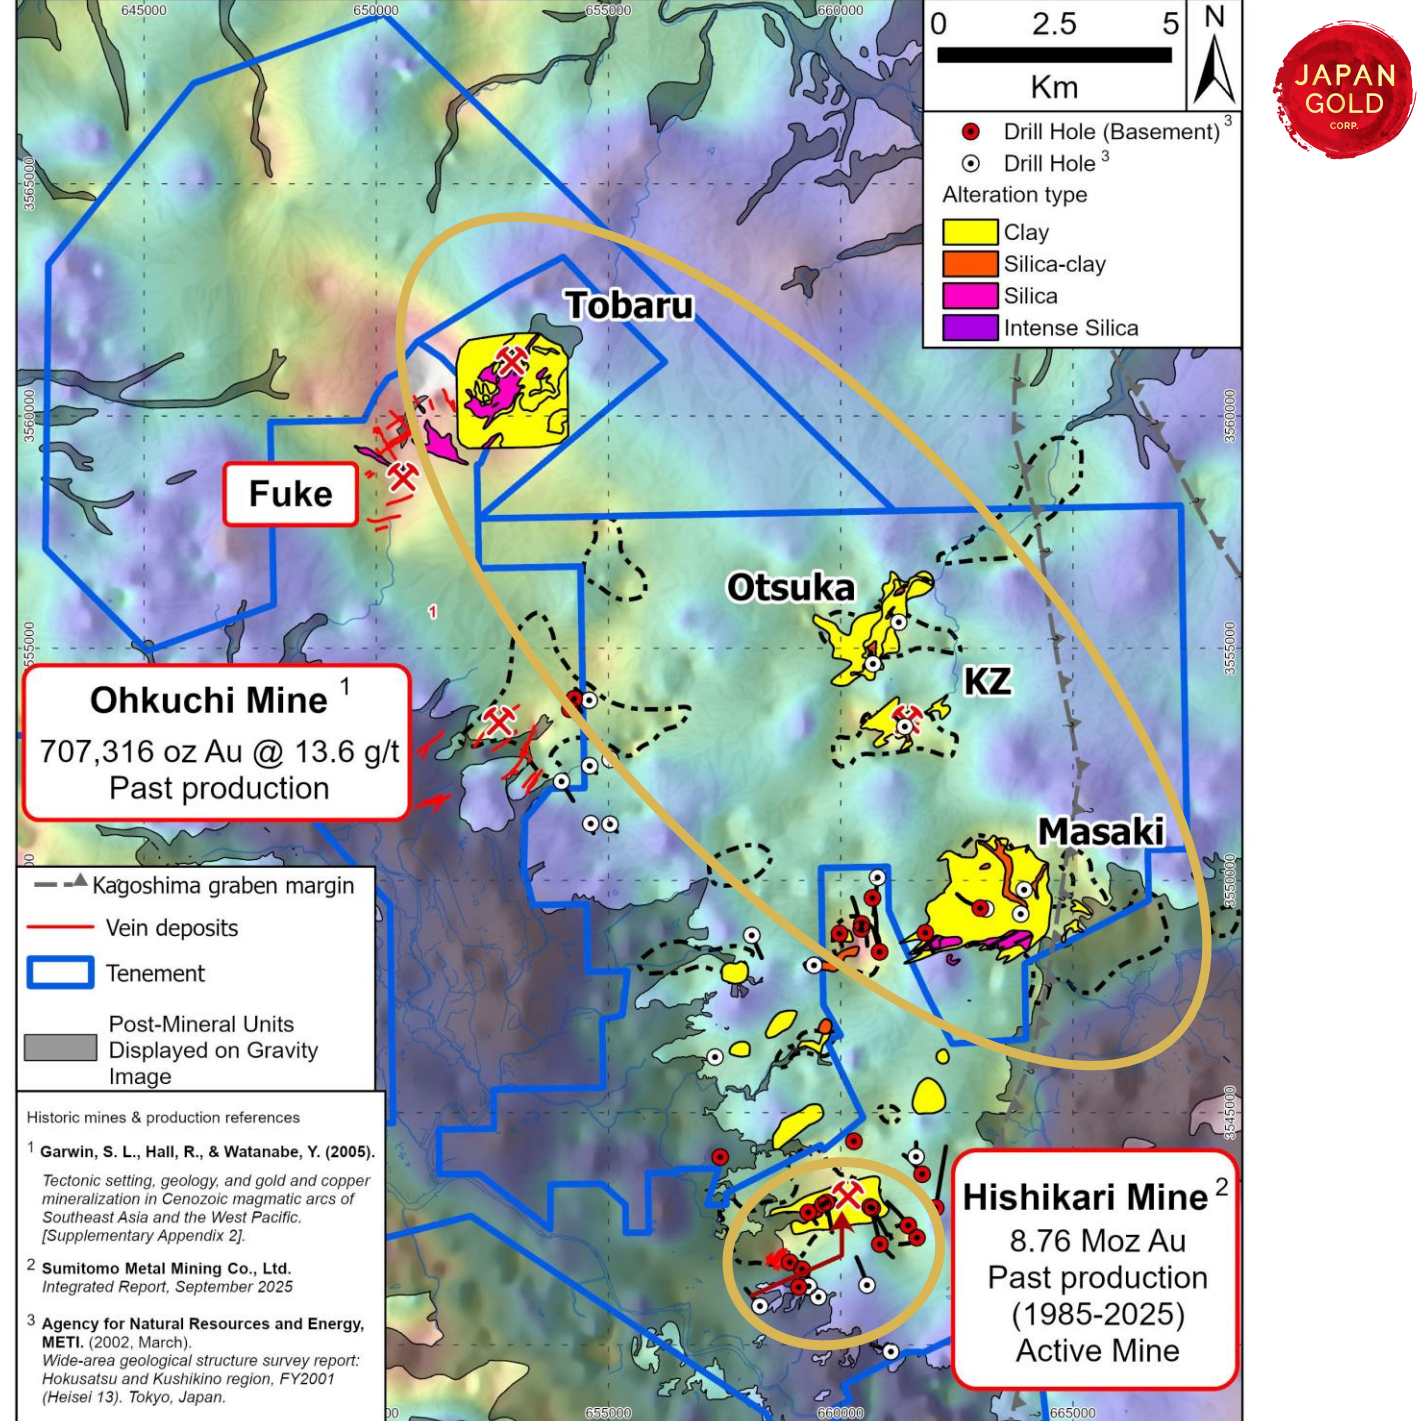 645000
650000
655000
660000
0 2.5 5
Km
N
JAPAN
GOLD
CORP.
Drill Hole (Basement) 3
Drill Hole 3
Alteration type
Clay
Silica-clay
Silica
Intense Silica
3565000
3560000
3560000
Tobaru
Fuke
1
Otsuka
KZ
3555000
Ohkuchi Mine 1
707,316 oz Au @ 13.6 g/t
Past production
Masaki
3550000
Kagoshima graben margin
Vein deposits
Tenement
Post-Mineral Units
Displayed on Gravity
Image
3545000
Historic mines & production references
1 Garwin, S. L., Hall, R., & Watanabe, Y. (2005).
Tectonic setting, geology, and gold and copper
mineralization in Cenozoic magmatic arcs of
Southeast Asia and the West Pacific.
[Supplementary Appendix 2].
2 Sumitomo Metal Mining Co., Ltd.
Integrated Report, September 2025
3 Agency for Natural Resources and Energy,
METI. (2002, March).
Wide-area geological structure survey report:
Hokusatsu and Kushikino region, FY2001
(Heisei 13). Tokyo, Japan.
Hishikari Mine 2
8.76 Moz Au
Past production
(1985-2025)
Active Mine
655000
660000
665000